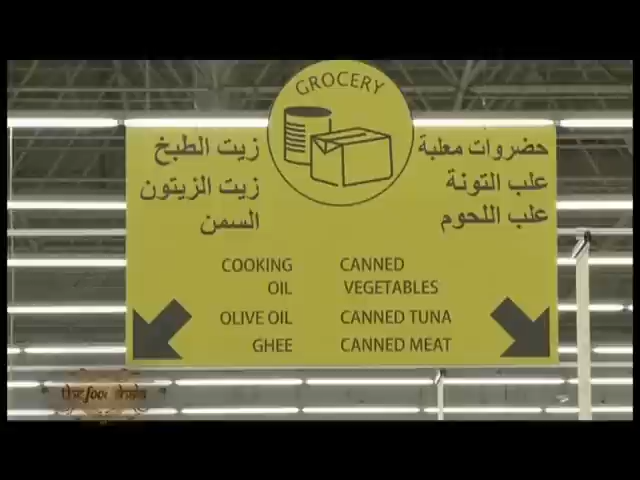 GROCERY
زيت الطبخ
زيت الزيتون
السمن
حضروات معلبة
علب التونة
علب اللحوم
COOKING
OIL
OLIVE OIL
GHEE
CANNED
VEGETABLES
CANNED TUNA
CANNED MEAT